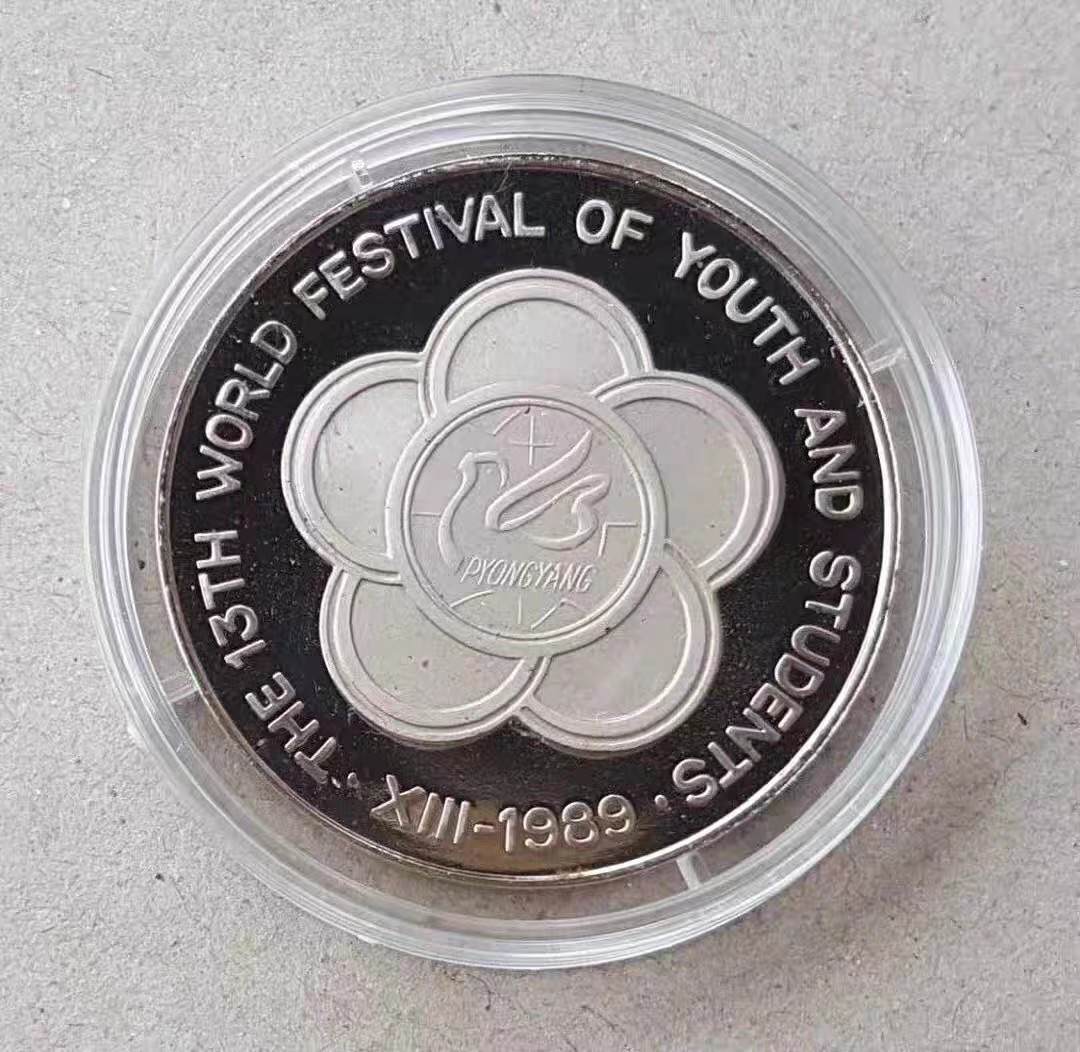 · THE 13TH WORLD FESTIVAL OF YOUTH AND STUDENTS ·
PYONGYANG
XIII-1989